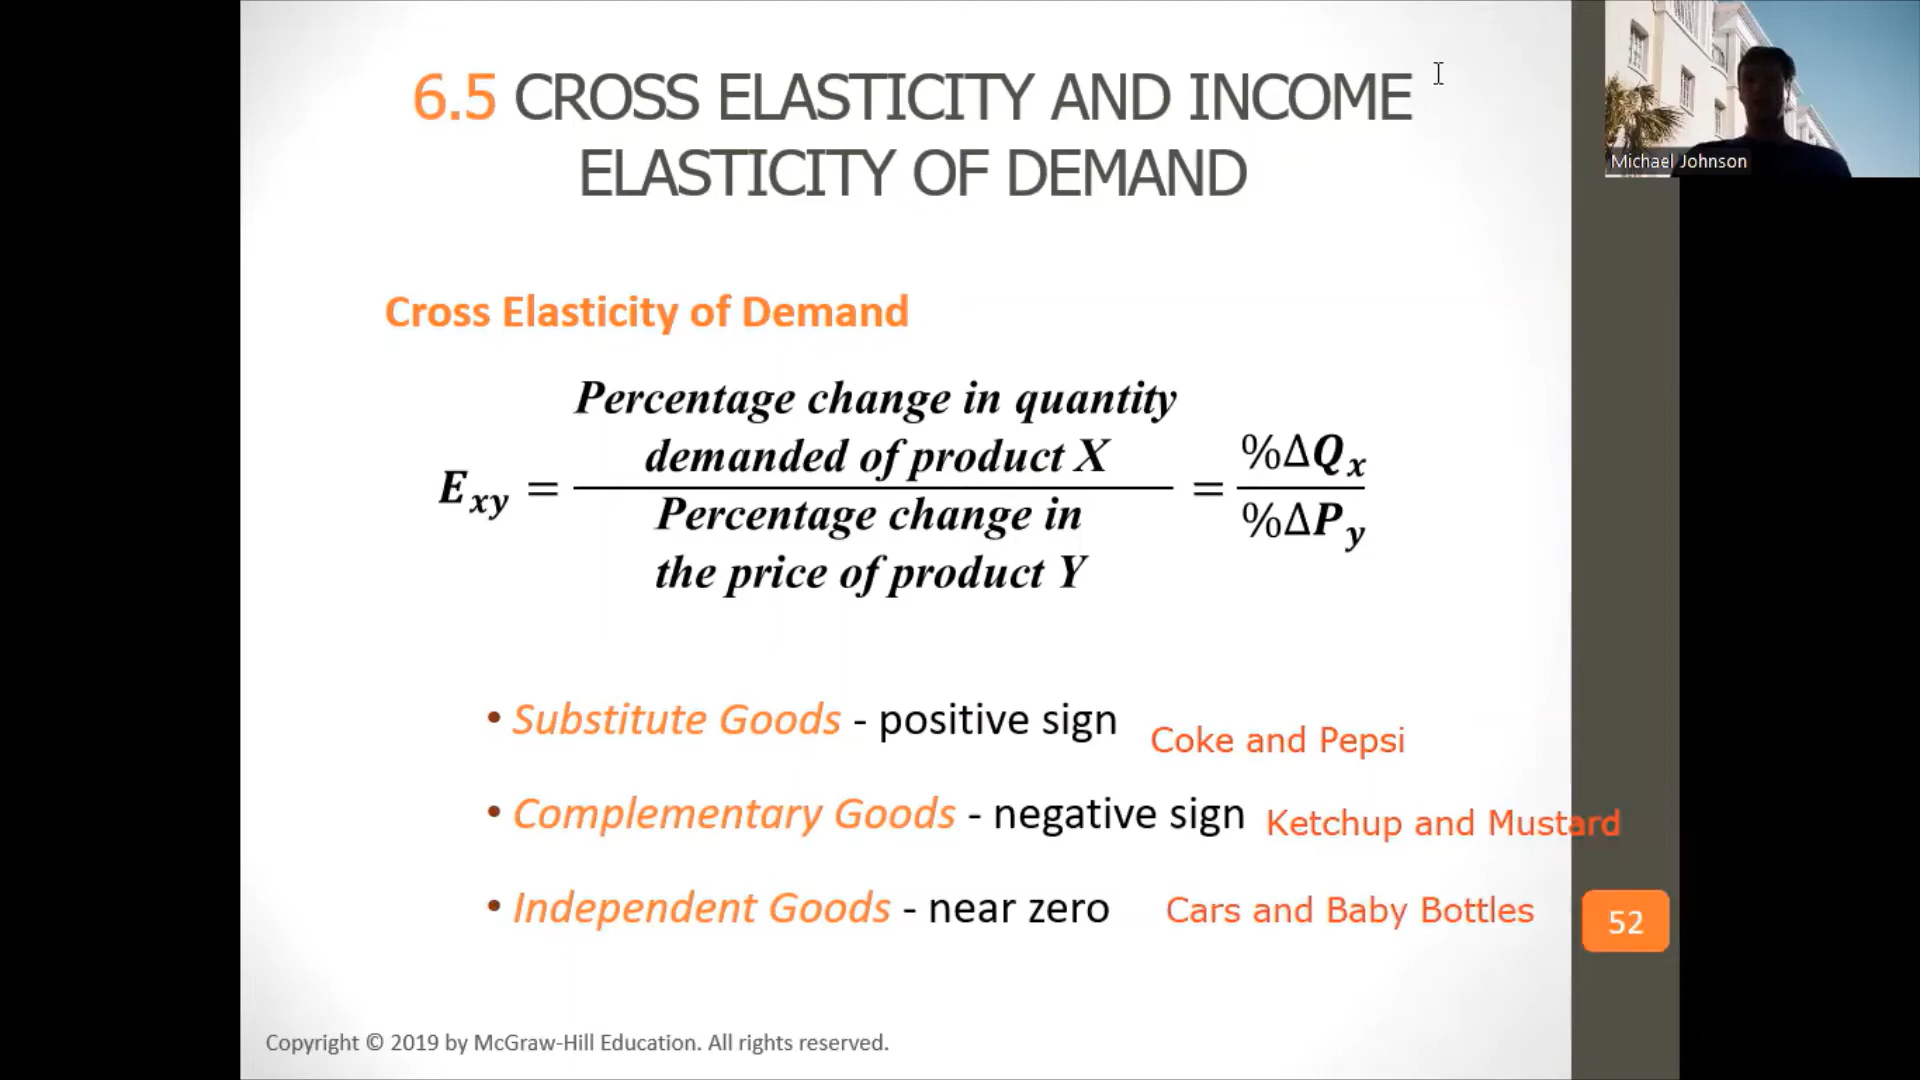 6.5 CROSS ELASTICITY AND INCOME
ELASTICITY OF DEMAND
Michael Johnson
Cross Elasticity of Demand
E_xy = Percentage change in quantity demanded of product X / Percentage change in the price of product Y = %ΔQ_x / %ΔP_y
• Substitute Goods - positive sign Coke and Pepsi
• Complementary Goods - negative sign Ketchup and Mustard
• Independent Goods - near zero Cars and Baby Bottles
52
Copyright © 2019 by McGraw-Hill Education. All rights reserved.